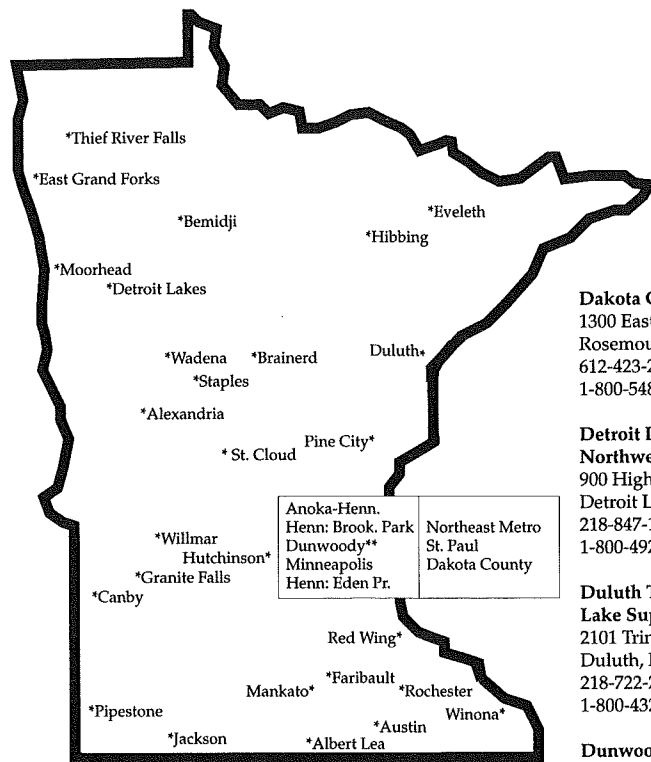 *Thief River Falls
*East Grand Forks
*Eveleth
*Bemidji
*Hibbing
*Moorhead
*Detroit Lakes
Duluth*
*Wadena
*Brainerd
*Staples
*Alexandria
Pine City*
* St. Cloud
Anoka-Henn.
Henn: Brook. Park
Dunwoody**
Minneapolis
Henn: Eden Pr.
Northeast Metro
St. Paul
Dakota County
*Willmar
Hutchinson*
*Granite Falls
*Canby
Red Wing*
*Faribault
Mankato*
*Rochester
*Pipestone
Winona*
*Austin
*Jackson
*Albert Lea
Dakota
1300 East
612-423-2
1-800-548
Detroit
900 High
Detroit L
218-847-1
1-800-492
Duluth T
Lake Sup
2101 Trin
Duluth,
218-722-2
1-800-432
Dunwoo